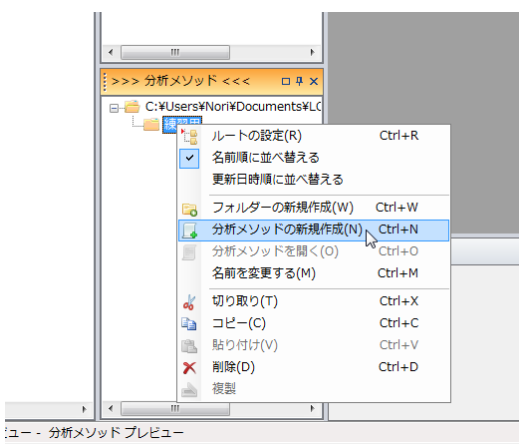 >>> 分析メソッド <<<
C:¥Users¥Nori¥Documents¥LC
練習用
ルートの設定(R) Ctrl+R
名前順に並べ替える
更新日時順に並べ替える
フォルダーの新規作成(W) Ctrl+W
分析メソッドの新規作成(N) Ctrl+N
分析メソッドを開く(O) Ctrl+O
名前を変更する(M) Ctrl+M
切り取り(T) Ctrl+X
コピー(C) Ctrl+C
貼り付け(V) Ctrl+V
削除(D) Ctrl+D
複製
ビュー - 分析メソッド プレビュー